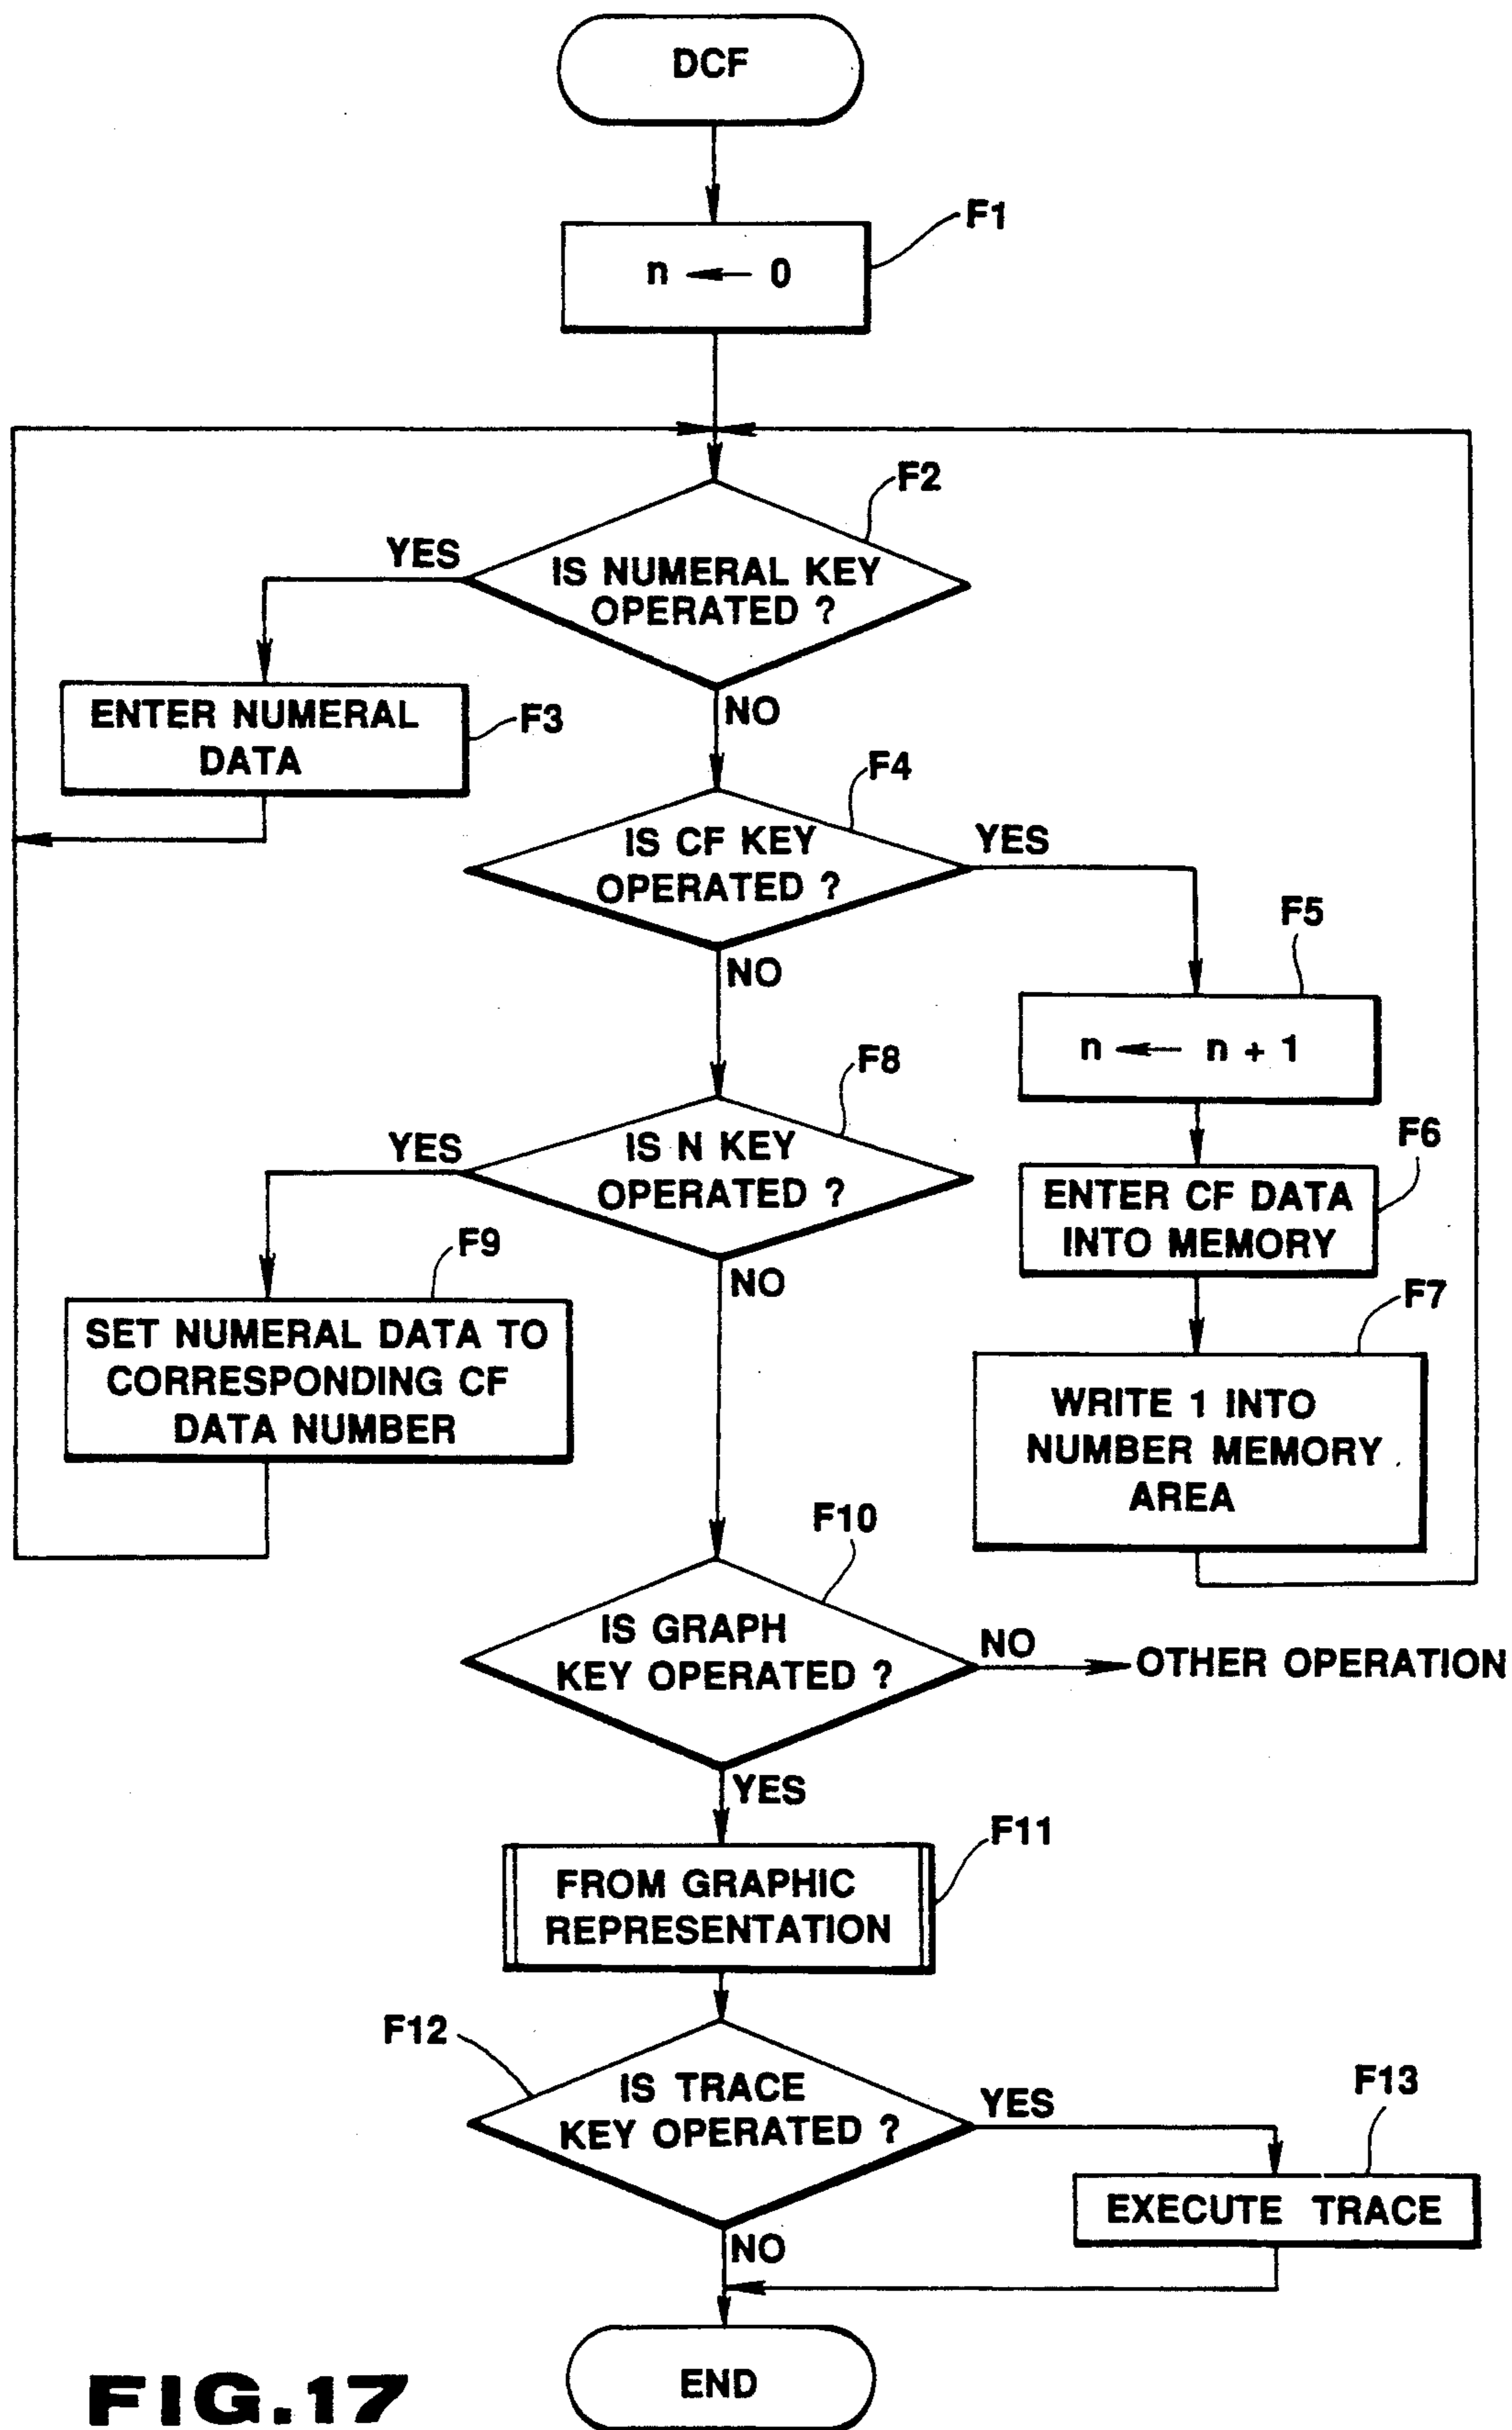 DCF
F1
n ← 0
F2
YES
IS NUMERAL KEY
OPERATED ?
NO
ENTER NUMERAL
DATA
F3
F4
IS CF KEY
OPERATED ?
YES
NO
F5
n ← n + 1
F8
YES
IS N KEY
OPERATED ?
NO
F6
ENTER CF DATA
INTO MEMORY
F9
SET NUMERAL DATA TO
CORRESPONDING CF
DATA NUMBER
F7
WRITE 1 INTO
NUMBER MEMORY
AREA
F10
IS GRAPH
KEY OPERATED ?
NO
OTHER OPERATION
YES
F11
FROM GRAPHIC
REPRESENTATION
F12
IS TRACE
KEY OPERATED ?
YES
F13
EXECUTE TRACE
NO
END
FIG.17